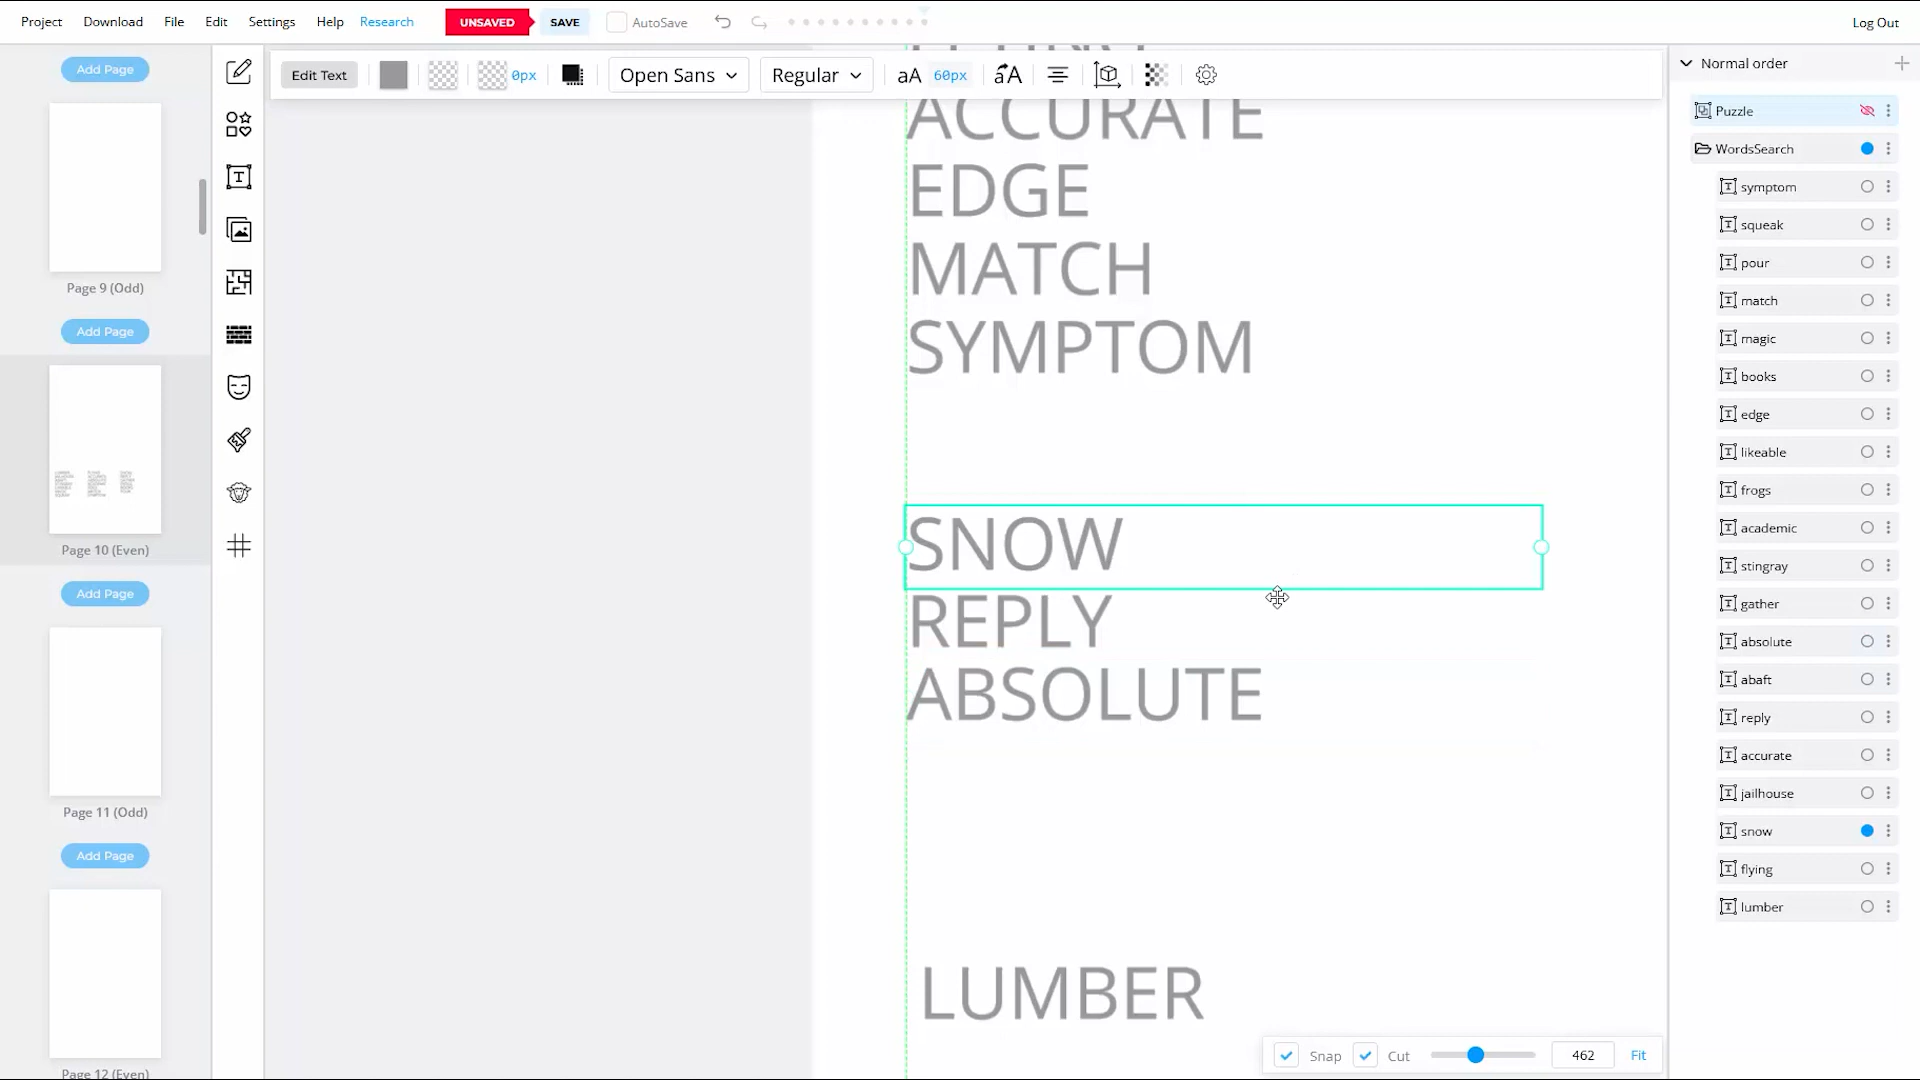 Project Download File Edit Settings Help Research UNSAVED SAVE AutoSave Log Out
Edit Text 0px Open Sans Regular aA 60px
Add Page
Page 9 (Odd)
Add Page
Page 10 (Even)
Add Page
Page 11 (Odd)
Add Page
Page 12 (Even)
ACCURATE
EDGE
MATCH
SYMPTOM
SNOW
REPLY
ABSOLUTE
LUMBER
Snap Cut 462 Fit
Normal order
Puzzle
WordsSearch
symptom
squeak
pour
match
magic
books
edge
likeable
frogs
academic
stingray
gather
absolute
abaft
reply
accurate
jailhouse
snow
flying
lumber